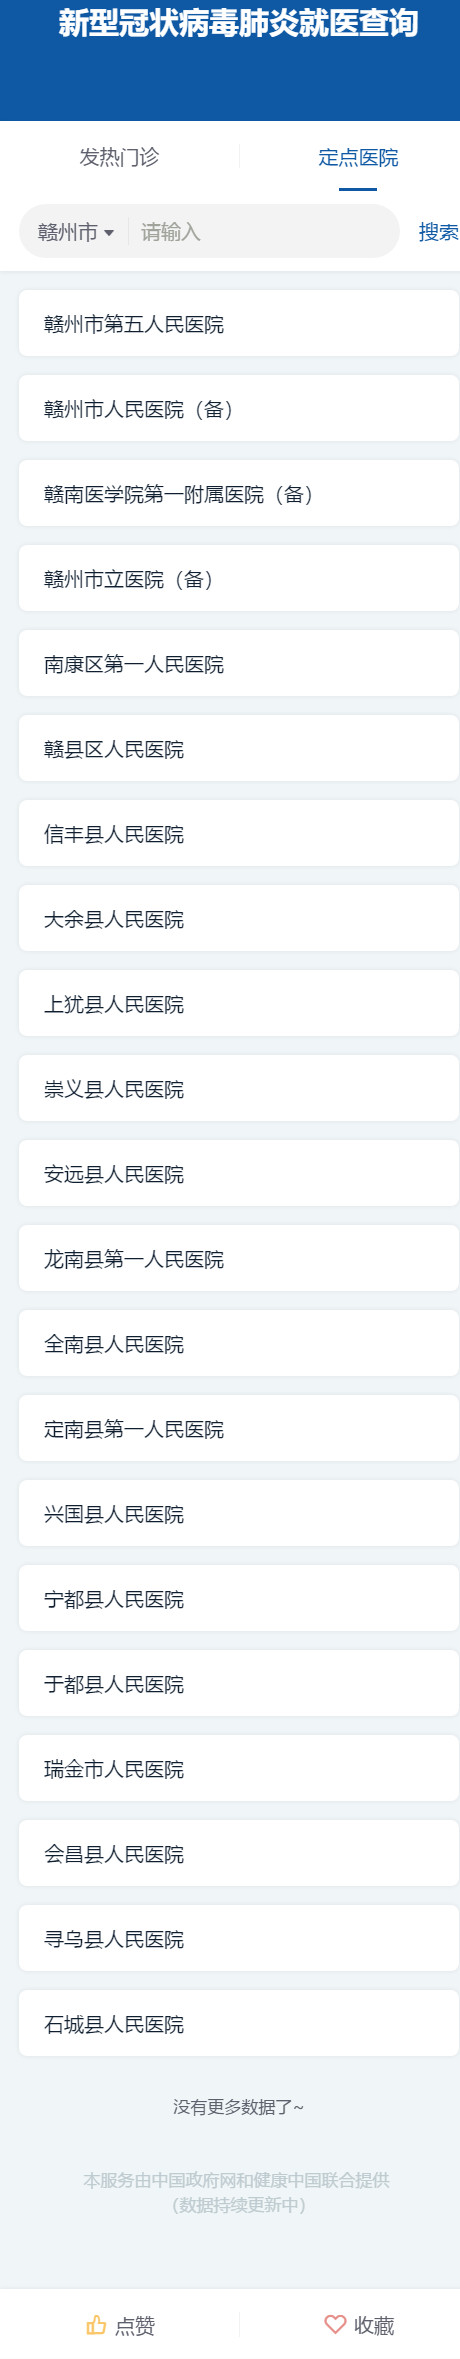 新型冠状病毒肺炎就医查询
发热门诊
定点医院
赣州市
请输入
搜索
赣州市第五人民医院
赣州市人民医院（备）
赣南医学院第一附属医院（备）
赣州市立医院（备）
南康区第一人民医院
赣县区人民医院
信丰县人民医院
大余县人民医院
上犹县人民医院
崇义县人民医院
安远县人民医院
龙南县第一人民医院
全南县人民医院
定南县第一人民医院
兴国县人民医院
宁都县人民医院
于都县人民医院
瑞金市人民医院
会昌县人民医院
寻乌县人民医院
石城县人民医院
没有更多数据了~
本服务由中国政府网和健康中国联合提供
（数据持续更新中）
点赞
收藏